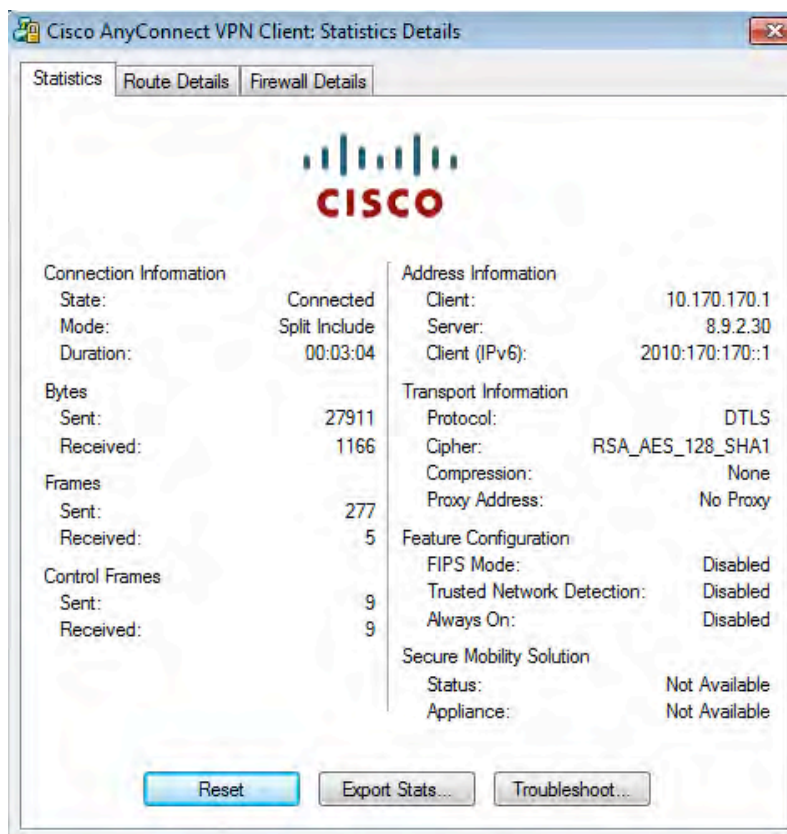 Cisco AnyConnect VPN Client: Statistics Details
Statistics Route Details Firewall Details
CISCO
Connection Information
State: Connected
Mode: Split Include
Duration: 00:03:04
Bytes
Sent: 27911
Received: 1166
Frames
Sent: 277
Received: 5
Control Frames
Sent: 9
Received: 9
Address Information
Client: 10.170.170.1
Server: 8.9.2.30
Client (IPv6): 2010:170:170::1
Transport Information
Protocol: DTLS
Cipher: RSA_AES_128_SHA1
Compression: None
Proxy Address: No Proxy
Feature Configuration
FIPS Mode: Disabled
Trusted Network Detection: Disabled
Always On: Disabled
Secure Mobility Solution
Status: Not Available
Appliance: Not Available
Reset Export Stats... Troubleshoot...